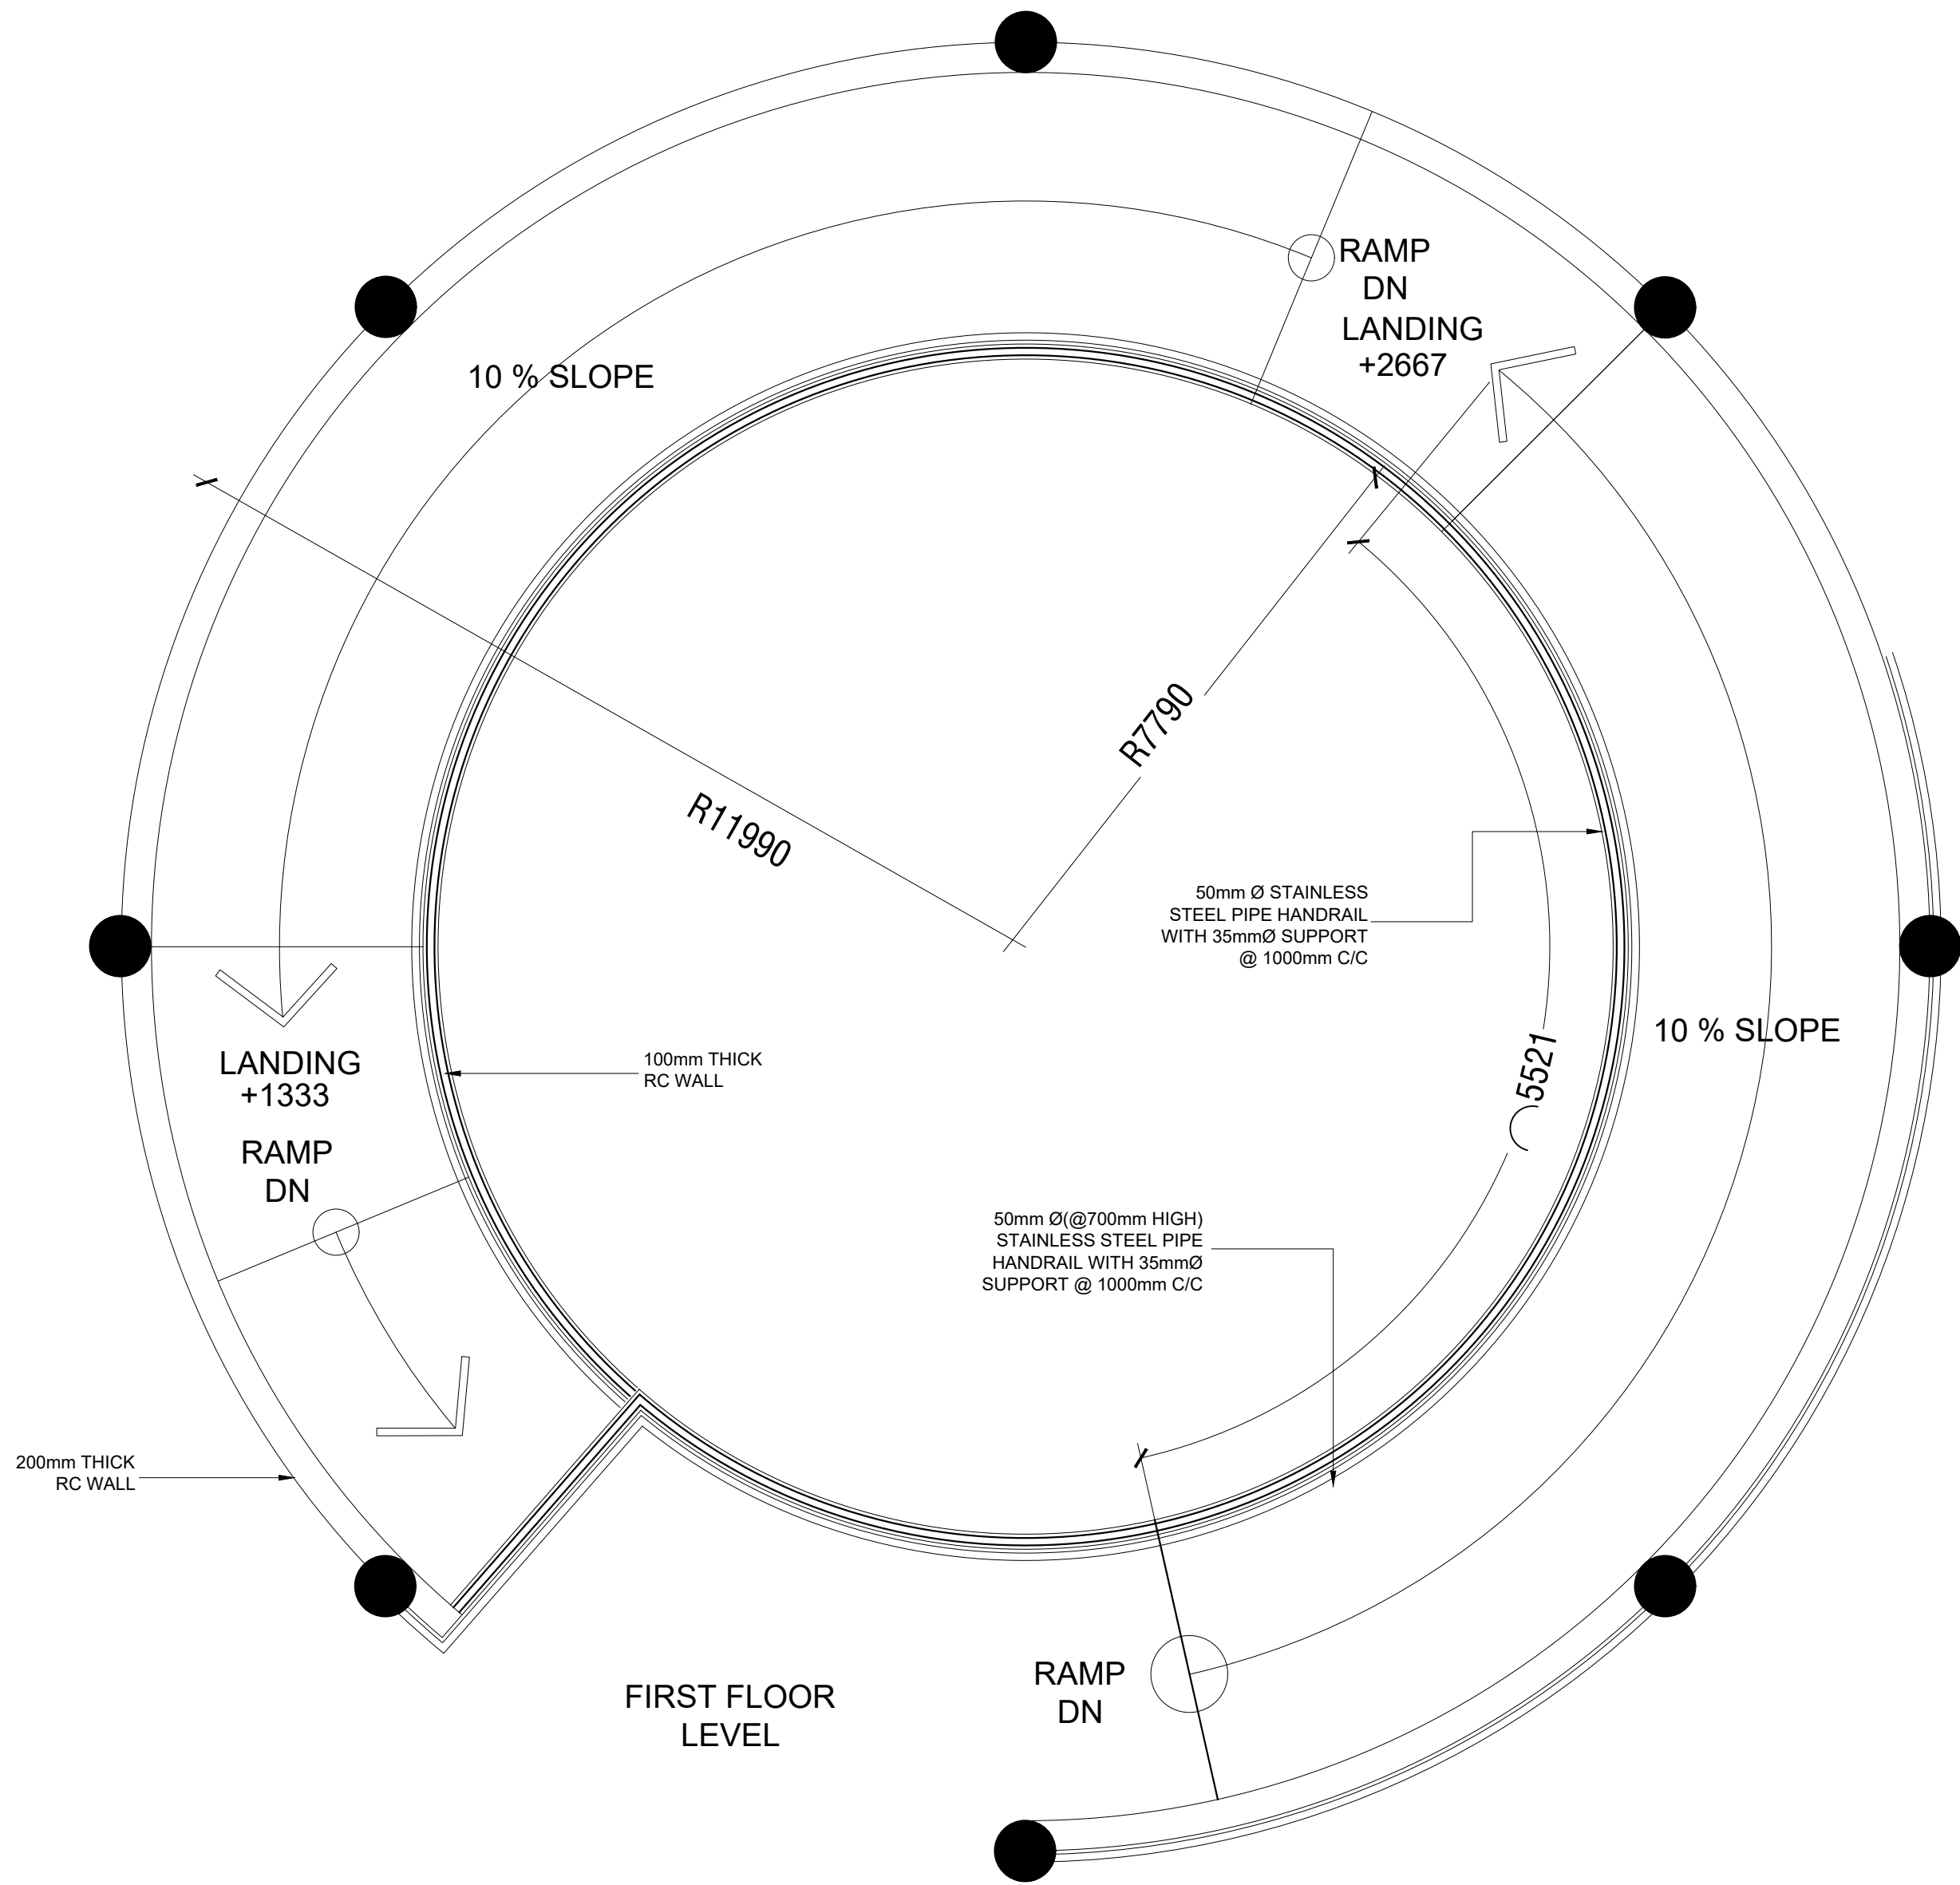 RAMP
DN
LANDING
+2667
10 % SLOPE
R7790
R11990
50mm Ø STAINLESS
STEEL PIPE HANDRAIL
WITH 35mmØ SUPPORT
@ 1000mm C/C
10 % SLOPE
5521
LANDING
+1333
100mm THICK
RC WALL
RAMP
DN
50mm Ø(@700mm HIGH)
STAINLESS STEEL PIPE
HANDRAIL WITH 35mmØ
SUPPORT @ 1000mm C/C
200mm THICK
RC WALL
RAMP
DN
FIRST FLOOR
LEVEL